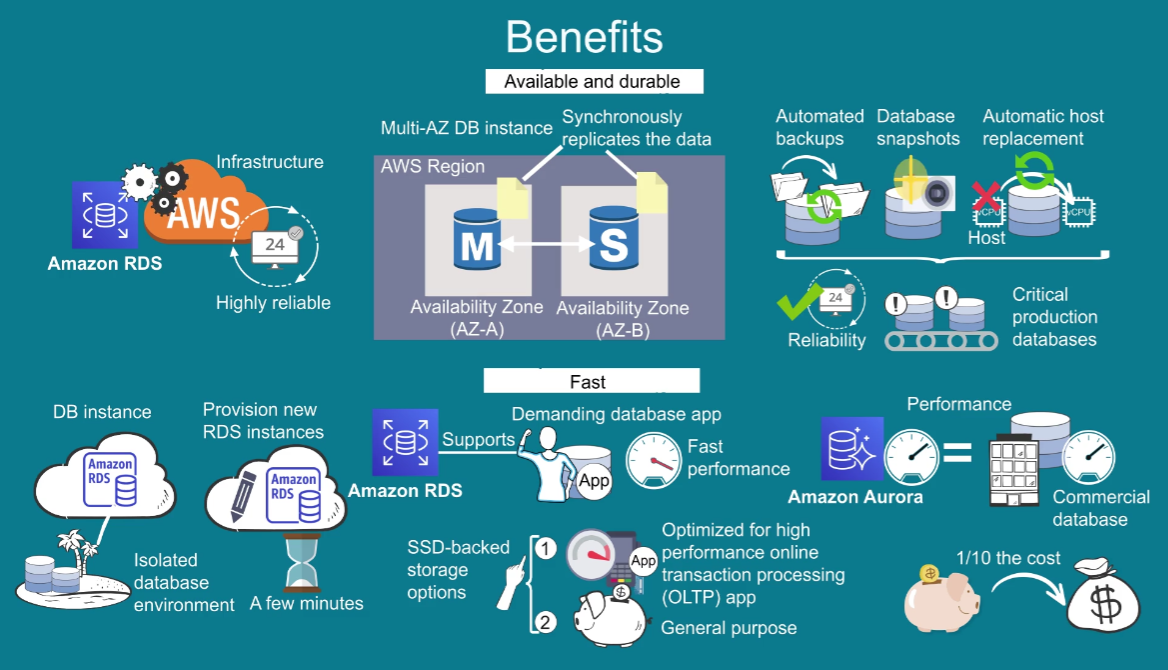 Benefits
Available and durable
Infrastructure
AWS
24
Amazon RDS
Highly reliable
Multi-AZ DB instance
Synchronously
replicates the data
AWS Region
M
S
Availability Zone
(AZ-A)
Availability Zone
(AZ-B)
Automated
backups
Database
snapshots
Automatic host
replacement
vCPU
vCPU
Host
24
Reliability
!
!
Critical
production
databases
Fast
DB instance
Amazon
RDS
Isolated
database
environment
Provision new
RDS instances
Amazon
RDS
A few minutes
Amazon RDS
Supports
Demanding database app
App
Fast
performance
SSD-backed
storage
options
1
App
Optimized for high
performance online
transaction processing
(OLTP) app
2
$
General purpose
Performance
Amazon Aurora
=
Commercial
database
$
1/10 the cost
$